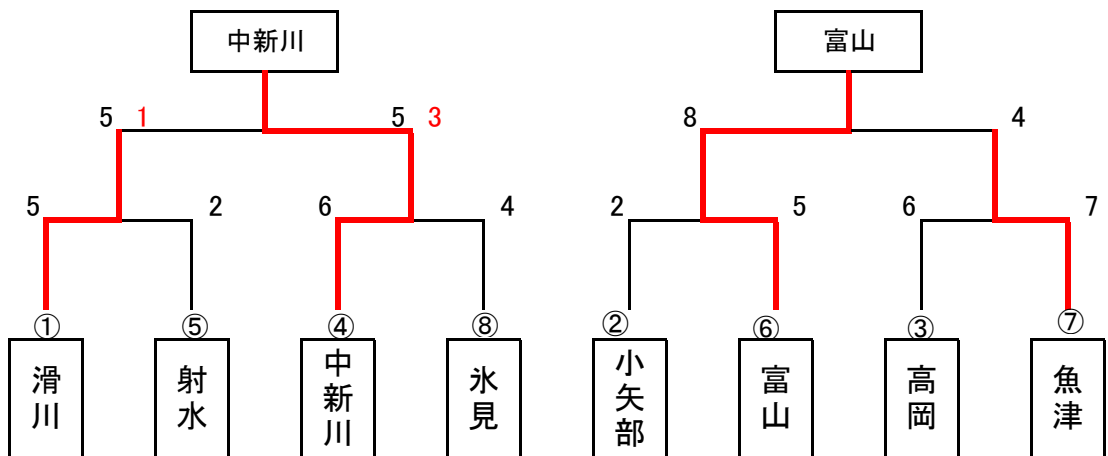 中新川 富山
5 1 5 3 8 4
5 2 6 4 2 5 6 7
① ⑤ ④ ⑧ ② ⑥ ③ ⑦
滑川 射水 中新川 氷見 小矢部 富山 高岡 魚津